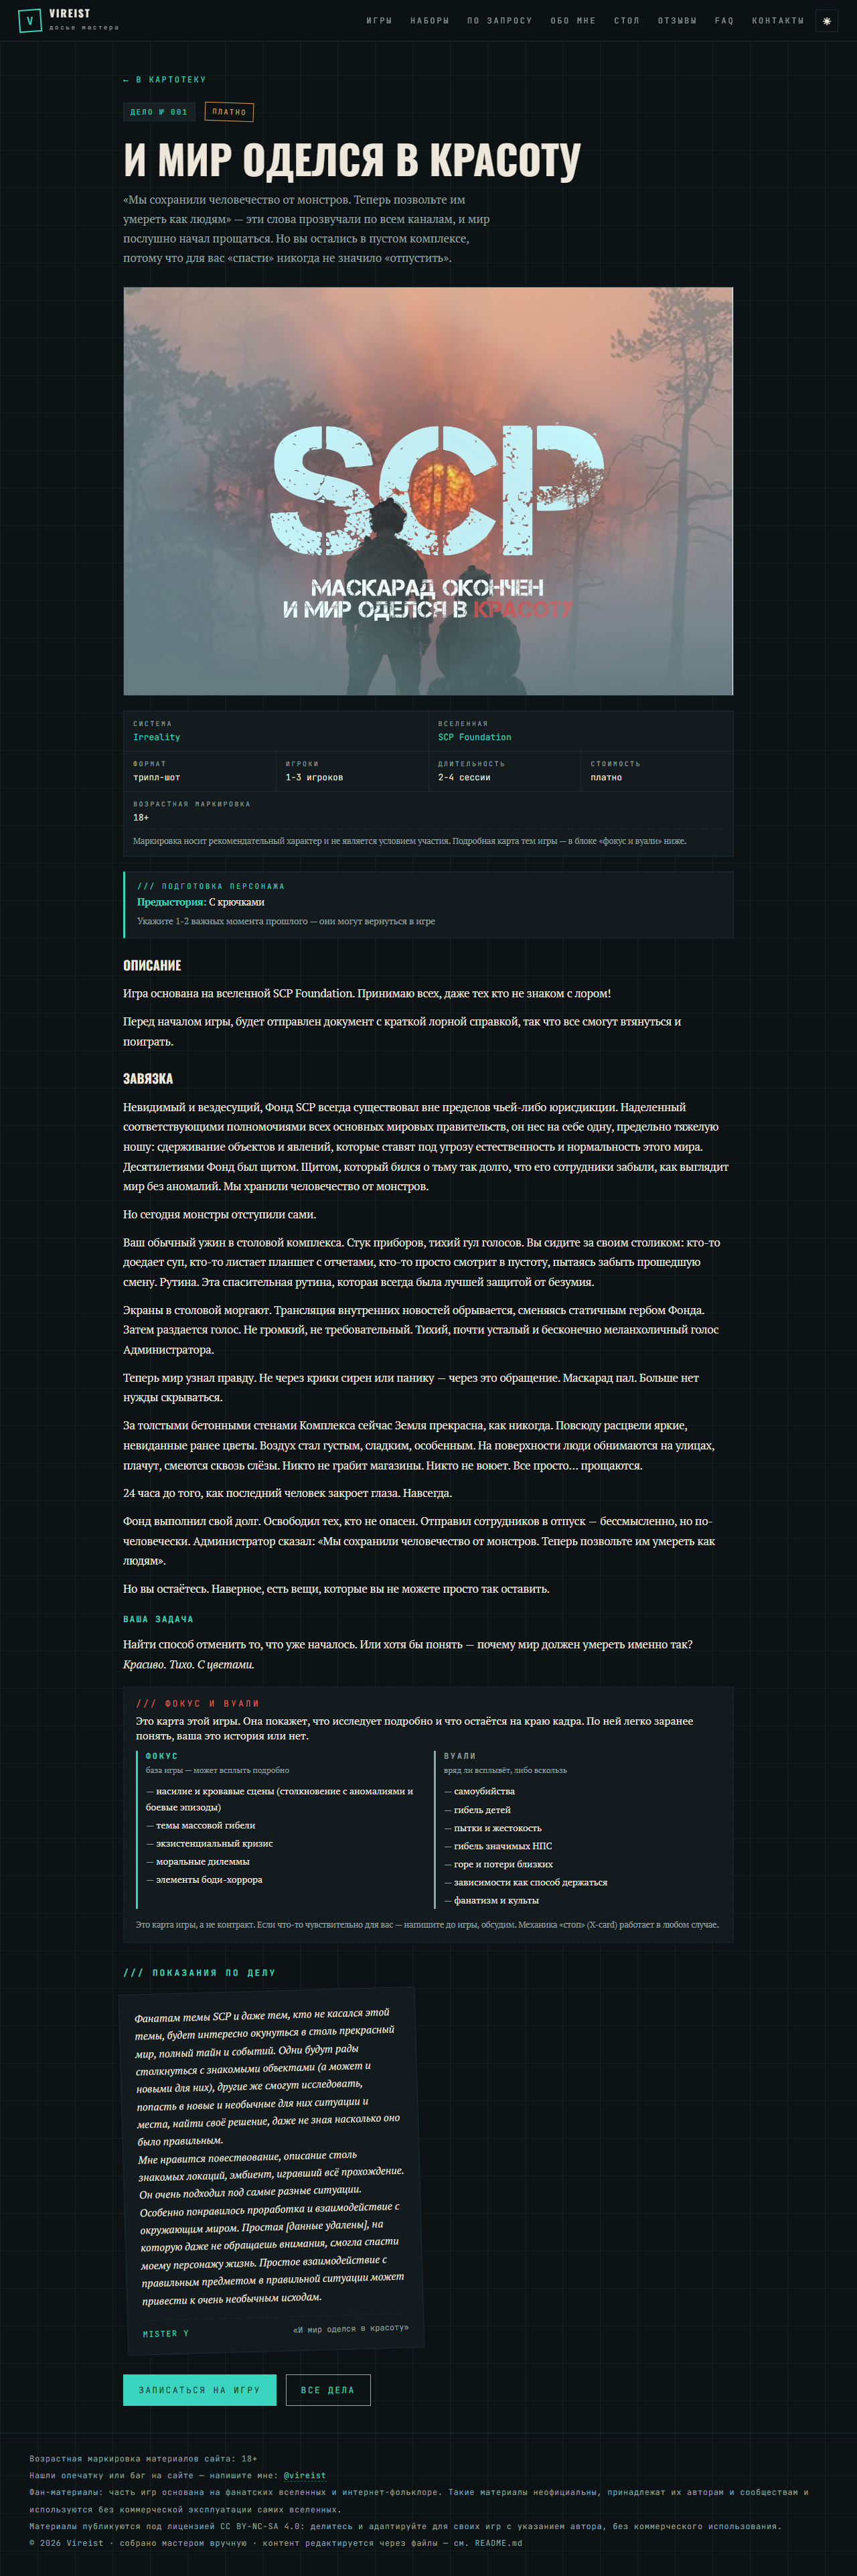 V
VIREIST
досье мастера
ИГРЫ НАБОРЫ ПО ЗАПРОСУ ОБО МНЕ СТОЛ ОТЗЫВЫ FAQ КОНТАКТЫ
← В КАРТОТЕКУ
ДЕЛО № 001 ПЛАТНО
И МИР ОДЕЛСЯ В КРАСОТУ
«Мы сохранили человечество от монстров. Теперь позвольте им
умереть как людям» — эти слова прозвучали по всем каналам, и мир
послушно начал прощаться. Но вы остались в пустом комплексе,
потому что для вас «спасти» никогда не значило «отпустить».
SCP
МАСКАРАД ОКОНЧЕН
И МИР ОДЕЛСЯ В КРАСОТУ
СИСТЕМА ВСЕЛЕННАЯ
Irreality SCP Foundation
ФОРМАТ ИГРОКИ ДЛИТЕЛЬНОСТЬ СТОИМОСТЬ
трипл-шот 1-3 игроков 2-4 сессии платно
ВОЗРАСТНАЯ МАРКИРОВКА
18+
Маркировка носит рекомендательный характер и не является условием участия. Подробная карта тем игры — в блоке «фокус и вуали» ниже.
/// ПОДГОТОВКА ПЕРСОНАЖА
Предыстория: С крючками
Укажите 1-2 важных момента прошлого — они могут вернуться в игре
ОПИСАНИЕ
Игра основана на вселенной SCP Foundation. Принимаю всех, даже тех кто не знаком с лором!
Перед началом игры, будет отправлен документ с краткой лорной справкой, так что все смогут втянуться и
поиграть.
ЗАВЯЗКА
Невидимый и вездесущий, Фонд SCP всегда существовал вне пределов чьей-либо юрисдикции. Наделенный
соответствующими полномочиями всех основных мировых правительств, он нес на себе одну, предельно тяжелую
ношу: сдерживание объектов и явлений, которые ставят под угрозу естественность и нормальность этого мира.
Десятилетиями Фонд был щитом. Щитом, который бился о тьму так долго, что его сотрудники забыли, как выглядит
мир без аномалий. Мы хранили человечество от монстров.
Но сегодня монстры отступили сами.
Ваш обычный ужин в столовой комплекса. Стук приборов, тихий гул голосов. Вы сидите за своим столиком: кто-то
доедает суп, кто-то листает планшет с отчетами, кто-то просто смотрит в пустоту, пытаясь забыть прошедшую
смену. Рутина. Эта спасительная рутина, которая всегда была лучшей защитой от безумия.
Экраны в столовой моргают. Трансляция внутренних новостей обрывается, сменяясь статичным гербом Фонда.
Затем раздается голос. Не громкий, не требовательный. Тихий, почти усталый и бесконечно меланхоличный голос
Администратора.
Теперь мир узнал правду. Не через крики сирен или панику — через это обращение. Маскарад пал. Больше нет
нужды скрываться.
За толстыми бетонными стенами Комплекса сейчас Земля прекрасна, как никогда. Повсюду расцвели яркие,
невиданные ранее цветы. Воздух стал густым, сладким, особенным. На поверхности люди обнимаются на улицах,
плачут, смеются сквозь слёзы. Никто не грабит магазины. Никто не воюет. Все просто... прощаются.
24 часа до того, как последний человек закроет глаза. Навсегда.
Фонд выполнил свой долг. Освободил тех, кто не опасен. Отправил сотрудников в отпуск — бессмысленно, но по-
человечески. Администратор сказал: «Мы сохранили человечество от монстров. Теперь позвольте им умереть как
людям».
Но вы остаётесь. Наверное, есть вещи, которые вы не можете просто так оставить.
ВАША ЗАДАЧА
Найти способ отменить то, что уже началось. Или хотя бы понять — почему мир должен умереть именно так?
Красиво. Тихо. С цветами.
/// ФОКУС И ВУАЛИ
Это карта этой игры. Она покажет, что исследует подробно и что остаётся на краю кадра. По ней легко заранее
понять, ваша это история или нет.
ФОКУС
база игры — может всплыть подробно
— насилие и кровавые сцены (столкновение с аномалиями и
боевые эпизоды)
— темы массовой гибели
— экзистенциальный кризис
— моральные дилеммы
— элементы боди-хоррора
ВУАЛИ
вряд ли всплывёт, либо вскользь
— самоубийства
— гибель детей
— пытки и жестокость
— гибель значимых НПС
— горе и потери близких
— зависимости как способ держаться
— фанатизм и культы
Это карта игры, а не контракт. Если что-то чувствительно для вас — напишите до игры, обсудим. Механика «стоп» (X-card) работает в любом случае.
/// ПОКАЗАНИЯ ПО ДЕЛУ
Фанатам темы SCP и даже тем, кто не касался этой
темы, будет интересно окунуться в столь прекрасный
мир, полный тайн и событий. Одни будут рады
столкнуться с знакомыми объектами (а может и
новыми для них), другие же смогут исследовать,
попасть в новые и необычные для них ситуации и
места, найти своё решение, даже не зная насколько оно
было правильным.
Мне нравится повествование, описание столь
знакомых локаций, эмбиент, игравший всё прохождение.
Он очень подходил под самые разные ситуации.
Особенно понравилось проработка и взаимодействие с
окружающим миром. Простая [данные удалены], на
которую даже не обращаешь внимания, смогла спасти
моему персонажу жизнь. Простое взаимодействие с
правильным предметом в правильной ситуации может
привести к очень необычным исходам.
MISTER Y «И мир оделся в красоту»
ЗАПИСАТЬСЯ НА ИГРУ ВСЕ ДЕЛА
Возрастная маркировка материалов сайта: 18+
Нашли опечатку или баг на сайте — напишите мне: @vireist
Фан-материалы: часть игр основана на фанатских вселенных и интернет-фольклоре. Такие материалы неофициальны, принадлежат их авторам и сообществам и
используются без коммерческой эксплуатации самих вселенных.
Материалы публикуются под лицензией CC BY-NC-SA 4.0: делитесь и адаптируйте для своих игр с указанием автора, без коммерческого использования.
© 2026 Vireist · собрано мастером вручную · контент редактируется через файлы — см. README.md